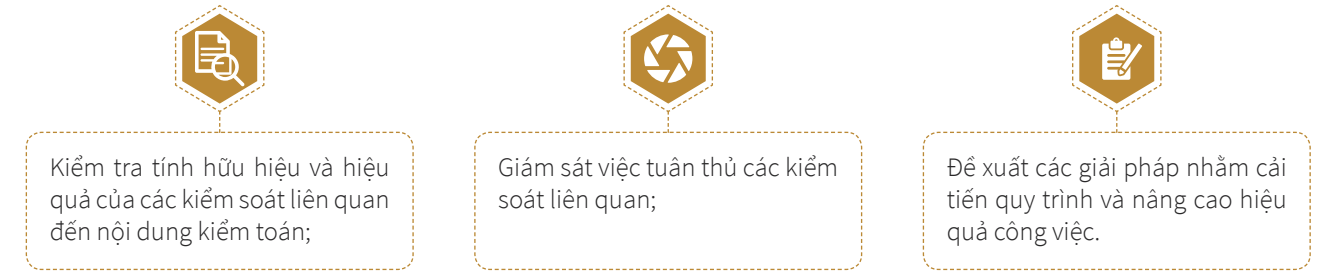 Kiểm tra tính hữu hiệu và hiệu
quả của các kiểm soát liên quan
đến nội dung kiểm toán;
Giám sát việc tuân thủ các kiểm
soát liên quan;
Đề xuất các giải pháp nhằm cải
tiến quy trình và nâng cao hiệu
quả công việc.